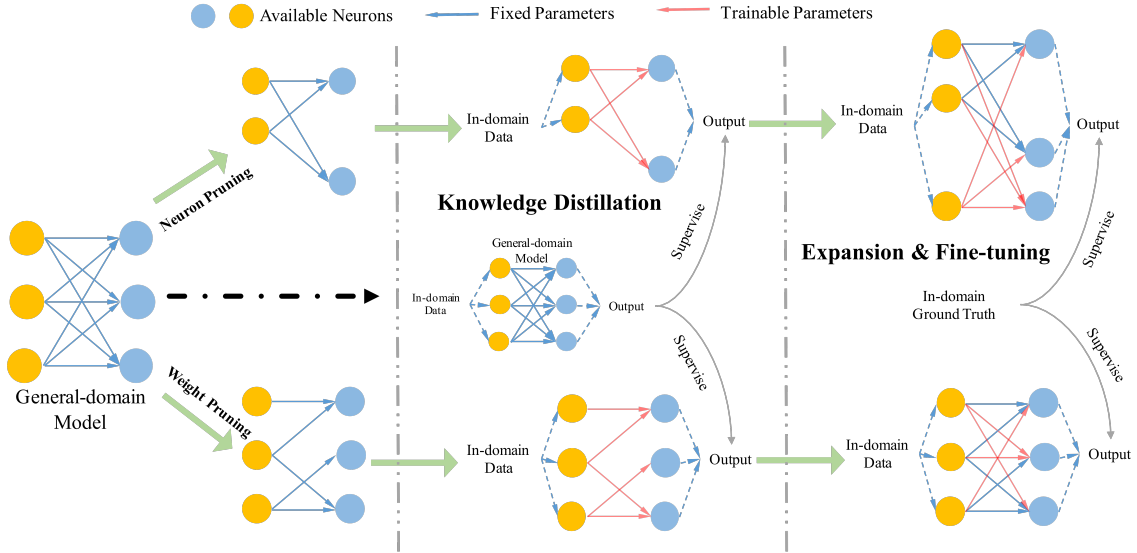 Available Neurons
Fixed Parameters
Trainable Parameters
Neuron Pruning
General-domain
Model
Weight Pruning
In-domain
Data
Output
Knowledge Distillation
General-domain
Model
In-domain
Data
Output
Supervise
Supervise
In-domain
Data
Output
In-domain
Data
Output
Expansion & Fine-tuning
Supervise
In-domain
Ground Truth
Supervise
In-domain
Data
Output